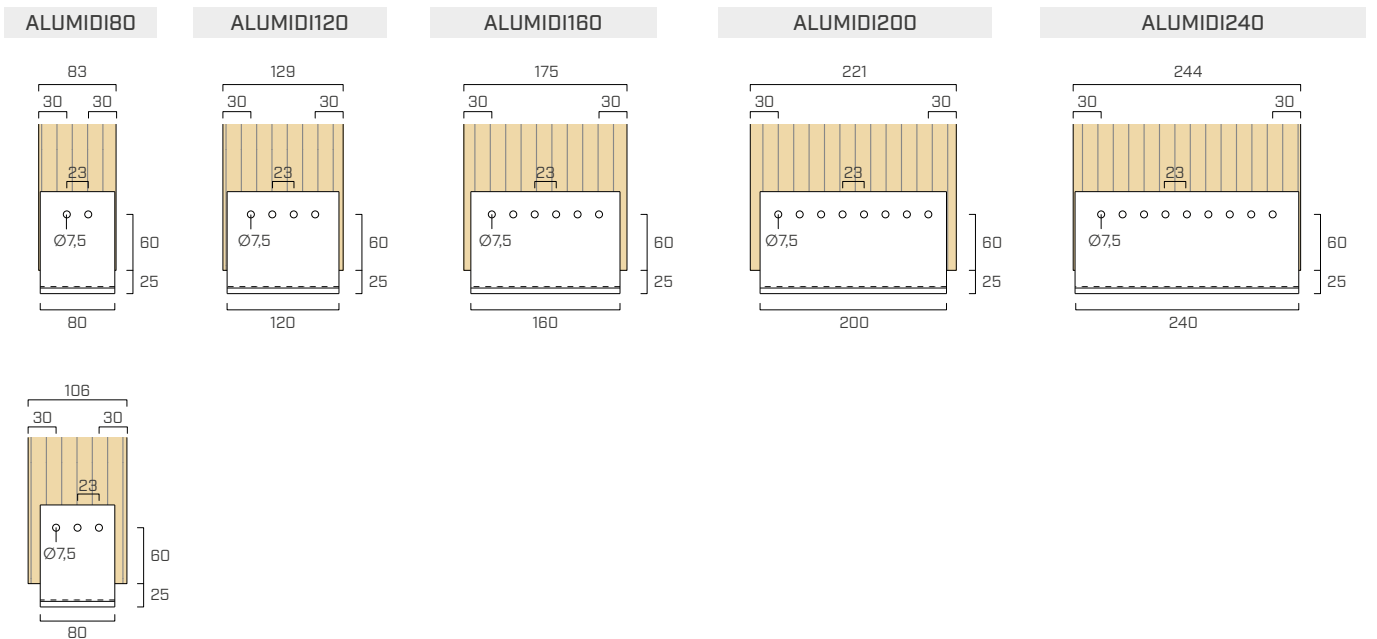 ALUMIDI80 ALUMIDI120 ALUMIDI160 ALUMIDI200 ALUMIDI240
83 129 175 221 244
30 30 30 30 30 30 30 30 30 30
23 23 23 23 23
Ø7,5 60 Ø7,5 60 Ø7,5 60 Ø7,5 60 Ø7,5 60
25 25 25 25 25
80 120 160 200 240
106
30 30
23
Ø7,5 60
25
80